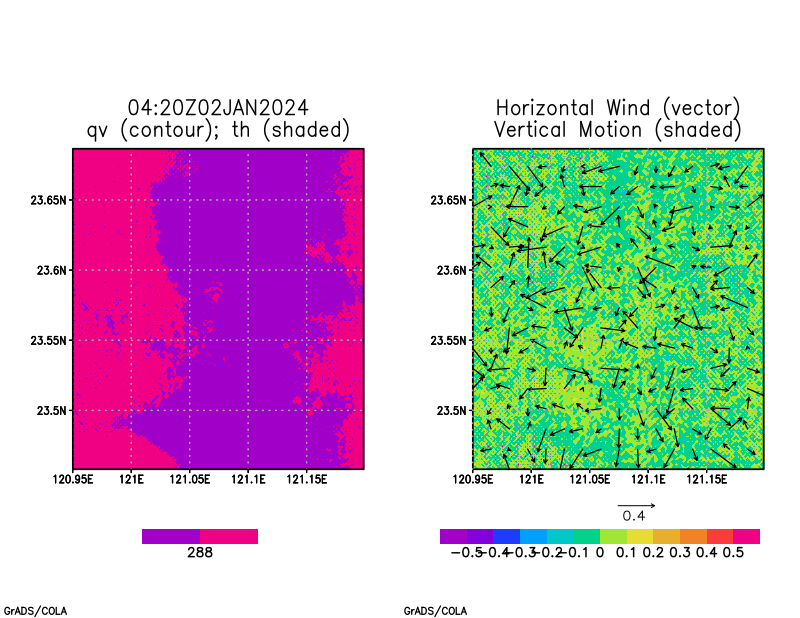 04:20Z02JAN2024
qv (contour); th (shaded)
23.65N
23.6N
23.55N
23.5N
120.95E 121E 121.05E 121.1E 121.15E
288
GrADS/COLA
Horizontal Wind (vector)
Vertical Motion (shaded)
23.65N
23.6N
23.55N
23.5N
120.95E 121E 121.05E 121.1E 121.15E
0.4
-0.5 -0.4 -0.3 -0.2 -0.1 0 0.1 0.2 0.3 0.4 0.5
GrADS/COLA